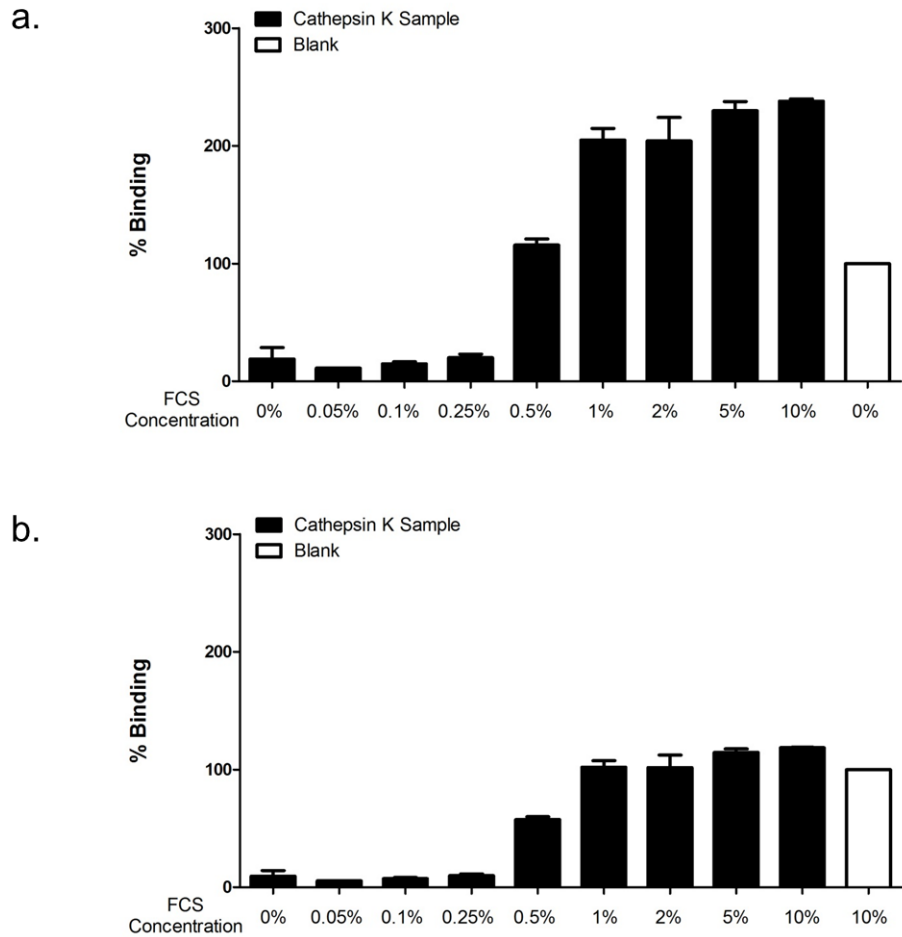 a.
Cathepsin K Sample
Blank
300
200
100
0
% Binding
FCS
Concentration
0% 0.05% 0.1% 0.25% 0.5% 1% 2% 5% 10% 0%
b.
Cathepsin K Sample
Blank
300
200
100
0
% Binding
FCS
Concentration
0% 0.05% 0.1% 0.25% 0.5% 1% 2% 5% 10% 10%